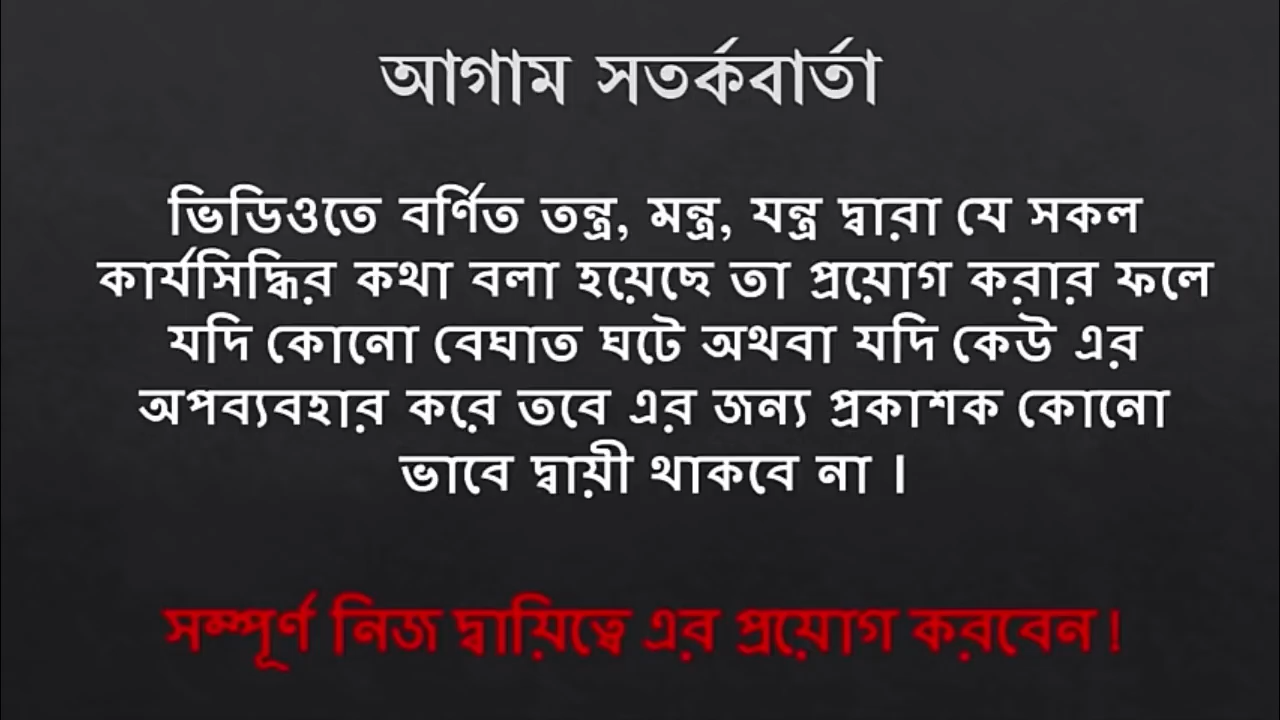 আগাম সতর্কবার্তা
ভিডিওতে বর্ণিত তন্ত্র, মন্ত্র, যন্ত্র দ্বারা যে সকল
কার্যসিদ্ধির কথা বলা হয়েছে তা প্রয়োগ করার ফলে
যদি কোনো বেঘাত ঘটে অথবা যদি কেউ এর
অপব্যবহার করে তবে এর জন্য প্রকাশক কোনো
ভাবে দ্বায়ী থাকবে না ।
সম্পূর্ণ নিজ দ্বায়িত্বে এর প্রয়োগ করবেন !